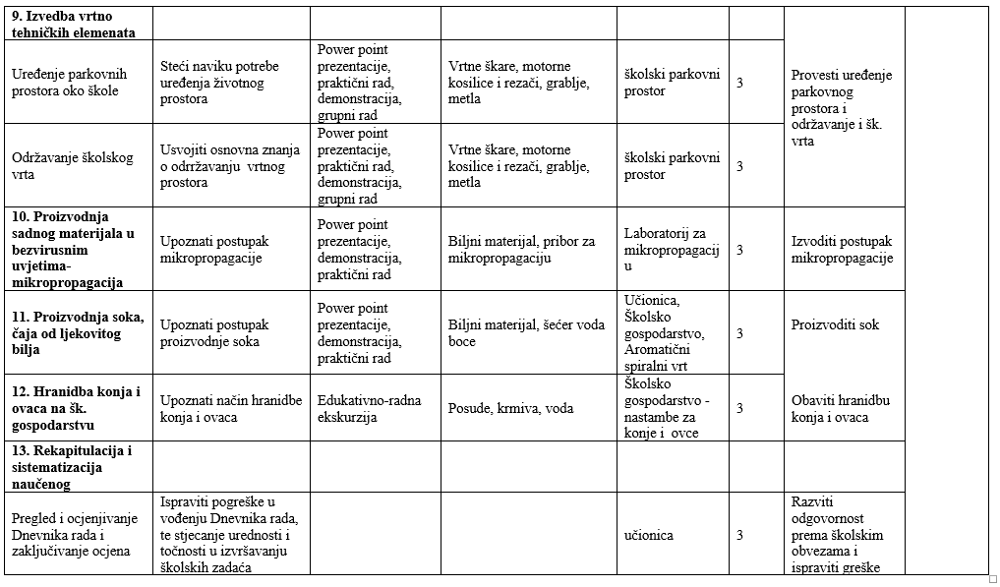 9. Izvedba vrtno
tehničkih elemenata
Uređenje parkovnih
prostora oko škole
Steći naviku potrebe
uređenja životnog
prostora
Power point
prezentacije,
praktični rad,
demonstracija,
grupni rad
Vrtne škare, motorne
kosilice i rezači, grablje,
metla
školski parkovni
prostor
3
Provesti uređenje
parkovnog
prostora i
održavanje i šk.
vrta
Održavanje školskog
vrta
Usvojiti osnovna znanja
o odrržavanju vrtnog
prostora
Power point
prezentacije,
praktični rad,
demonstracija,
grupni rad
Vrtne škare, motorne
kosilice i rezači, grablje,
metla
školski parkovni
prostor
3
10. Proizvodnja
sadnog materijala u
bezvirusnim
uvjetima-
mikropropagacija
Upoznati postupak
mikropropagacije
Power point
prezentacije,
demonstracija,
praktični rad
Biljni materijal, pribor za
mikropropagaciju
Laboratorij za
mikropropagacij
u
3
Izvoditi postupak
mikropropagacije
11. Proizvodnja soka,
čaja od ljekovitog
bilja
Upoznati postupak
proizvodnje soka
Power point
prezentacije,
demonstracija,
praktični rad
Biljni materijal, šećer voda
boce
Učionica,
Školsko
gospodarstvo,
Aromatični
spiralni vrt
3
Proizvoditi sok
12. Hranidba konja i
ovaca na šk.
gospodarstvu
Upoznati način hranidbe
konja i ovaca
Edukativno-radna
ekskurzija
Posude, krmiva, voda
Školsko
gospodarstvo -
nastambe za
konje i ovce
3
Obaviti hranidbu
konja i ovaca
13. Rekapitulacija i
sistematizacija
naučenog
Pregled i ocjenjivanje
Dnevnika rada i
zaključivanje ocjena
Ispraviti pogreške u
vođenju Dnevnika rada,
te stjecanje urednosti i
točnosti u izvršavanju
školskih zadaća
učionica
3
Razviti
odgovornost
prema školskim
obvezama i
ispraviti greške